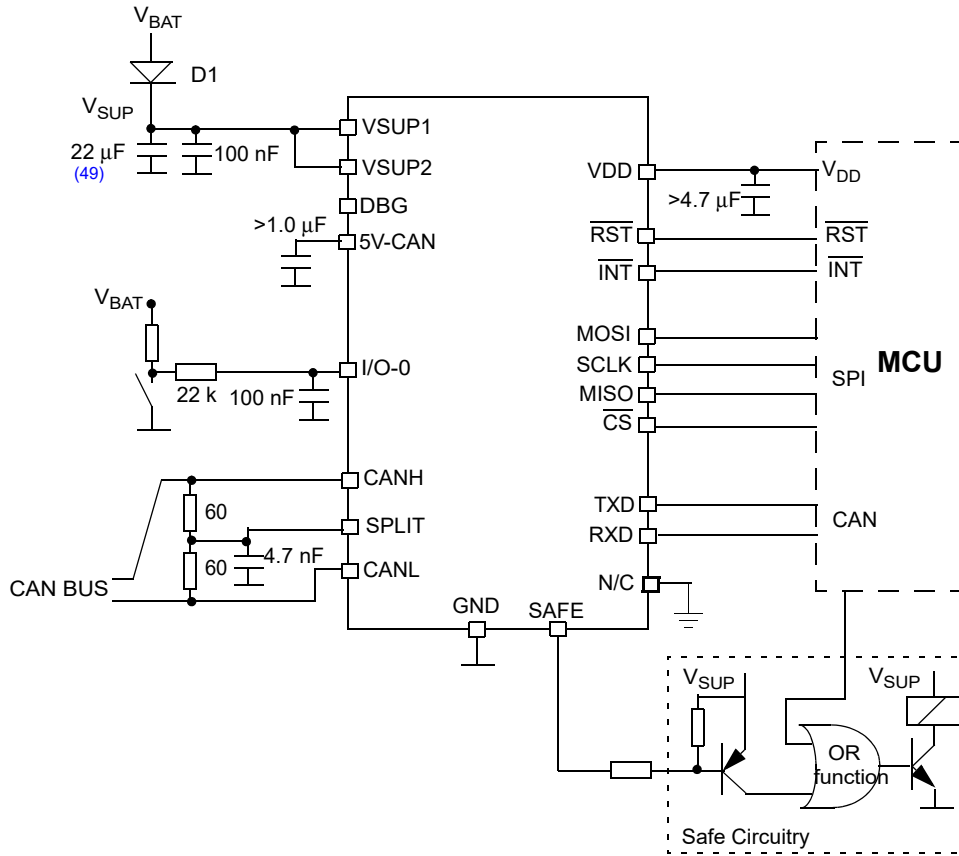 VBAT
D1
VSUP
22 μF
(49)
100 nF
VSUP1
VSUP2
DBG
>1.0 μF
5V-CAN
VBAT
I/O-0
22 k
100 nF
CANH
60
SPLIT
4.7 nF
60
CANL
CAN BUS
GND
SAFE
VDD
>4.7 μF
VDD
RST
RST
INT
INT
MOSI
SCLK
MISO
CS
SPI
MCU
TXD
RXD
CAN
N/C
VSUP
VSUP
OR
function
Safe Circuitry